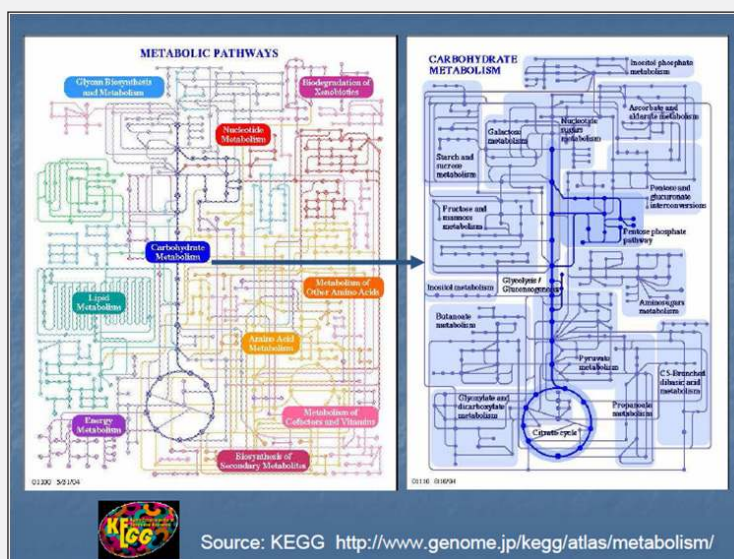 METABOLIC PATHWAYS
Glycan Biosynthesis
and Metabolism
Biodegradation of
Xenobiotics
Nucleotide
Metabolism
Carbohydrate
Metabolism
Lipid
Metabolism
Metabolism of
Other Amino Acids
Amino Acid
Metabolism
Energy
Metabolism
Metabolism of
Cofactors and Vitamins
Biosynthesis of
Secondary Metabolites
CARBOHYDRATE
METABOLISM
Inositol phosphate
metabolism
Ascorbate and
aldarate metabolism
Nucleotide
sugars
metabolism
Galactose
metabolism
Starch and
sucrose
metabolism
Pentose and
glucuronate
interconversions
Fructose and
mannose
metabolism
Pentose phosphate
pathway
Glycolysis /
Gluconeogenesis
Inositol metabolism
Aminosugars
metabolism
Butanoate
metabolism
Pyruvate
metabolism
C5-Branched
dibasic acid
metabolism
Glyoxylate and
dicarboxylate
metabolism
Propanoate
metabolism
Citrate cycle
KEGG
Source: KEGG http://www.genome.jp/kegg/atlas/metabolism/